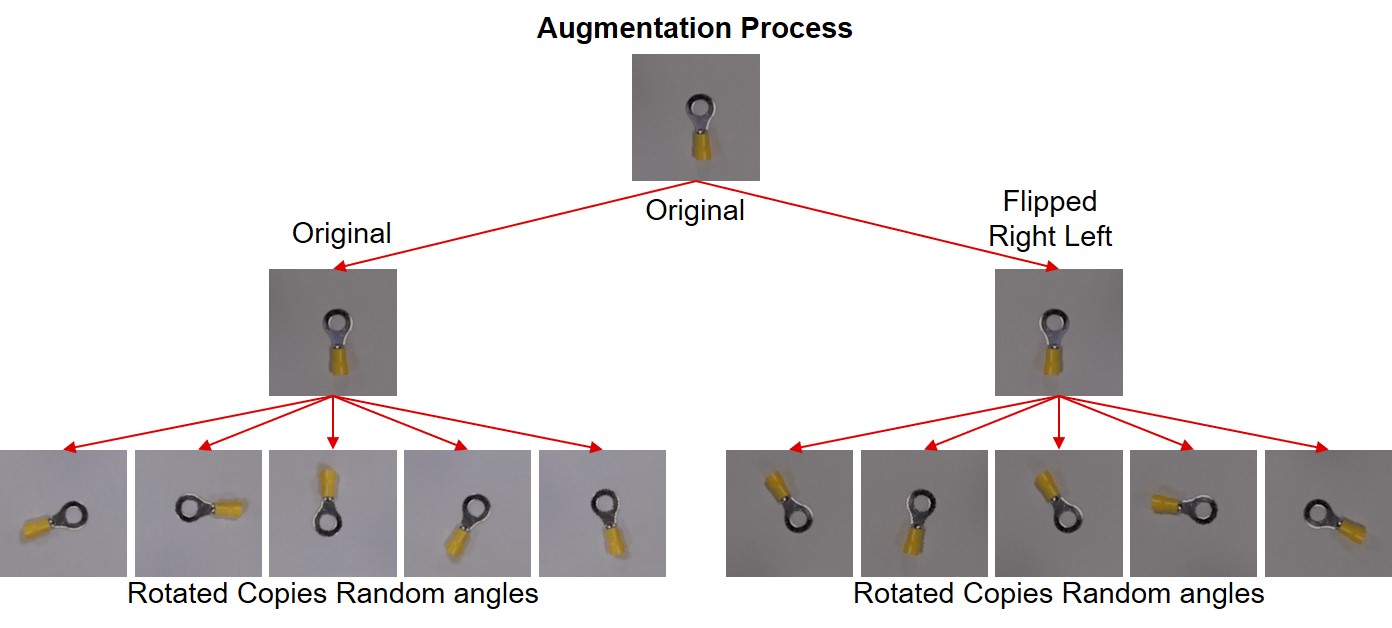 Augmentation Process
Original
Original
Flipped
Right Left
Rotated Copies Random angles
Rotated Copies Random angles